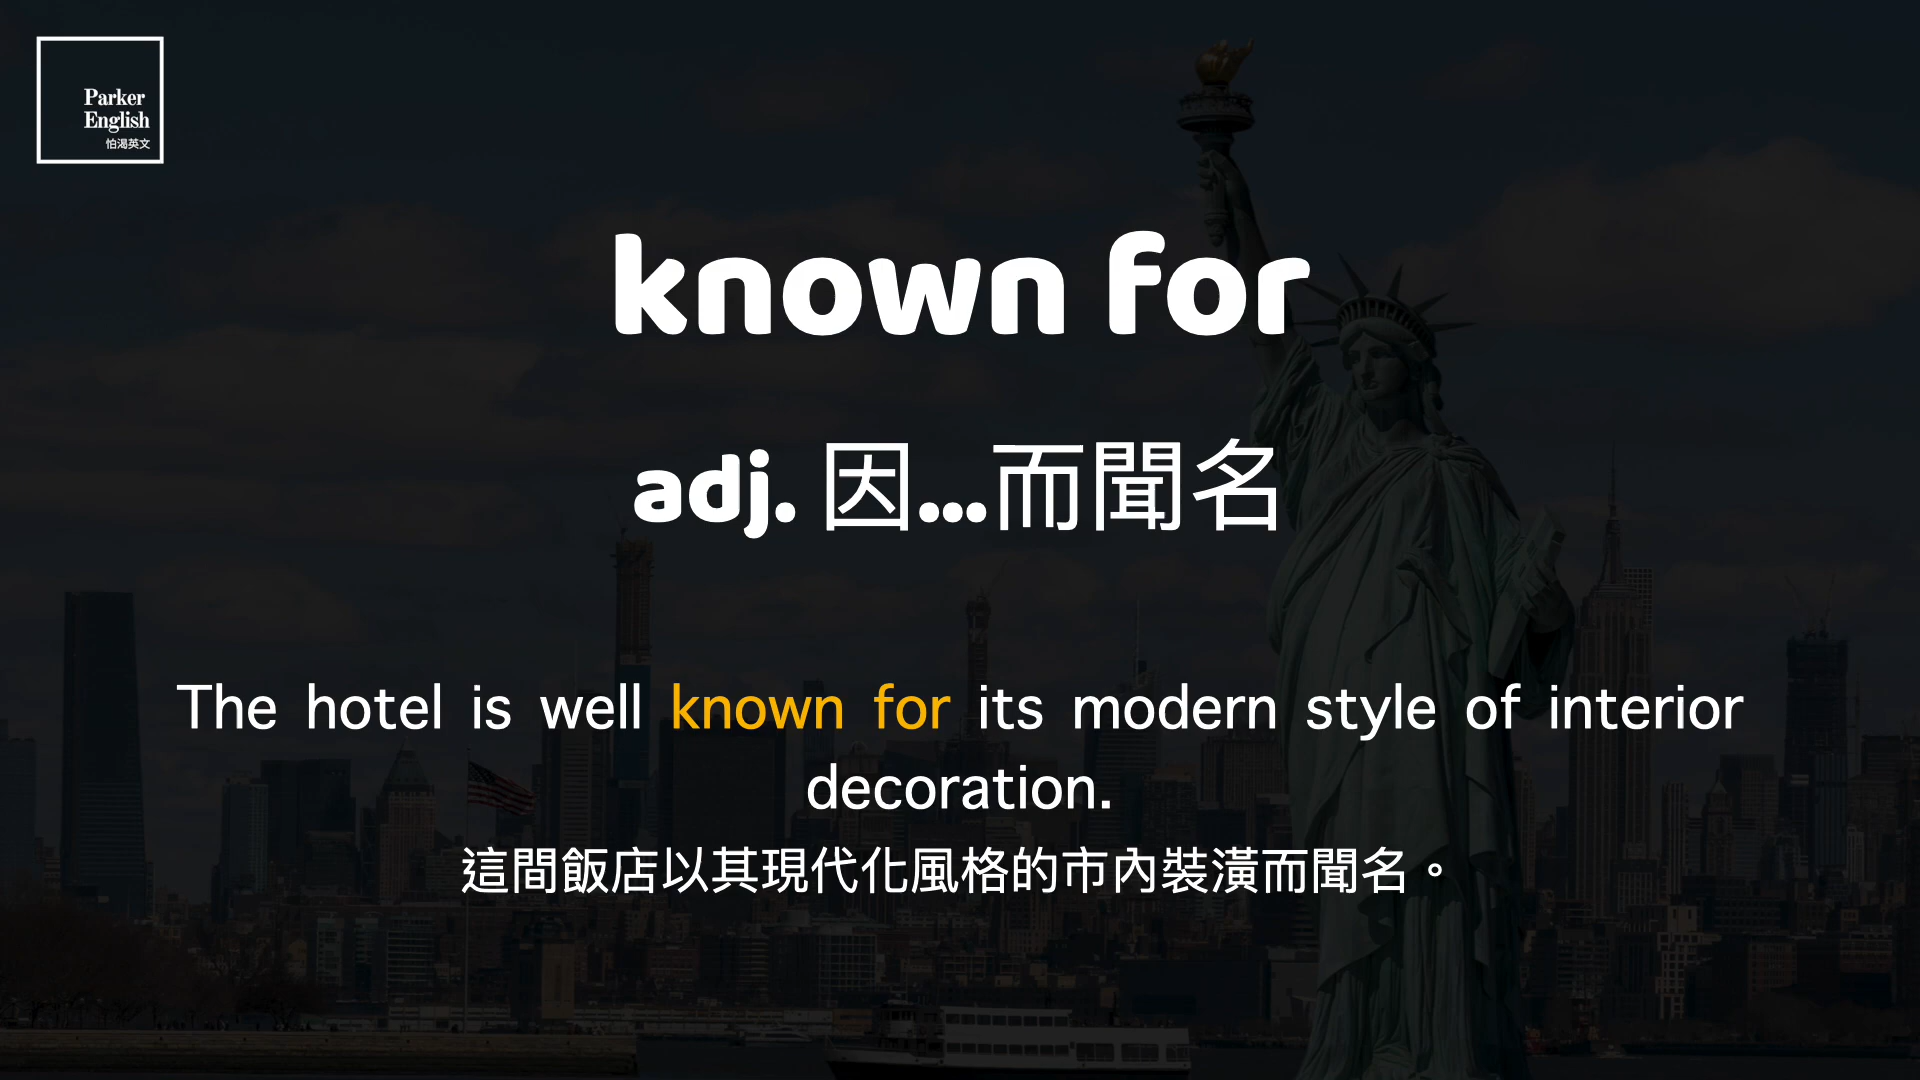 Parker
English
怕渴英文
known for
adj. 因...而聞名
The hotel is well known for its modern style of interior
decoration.
這間飯店以其現代化風格的市內裝潢而聞名。